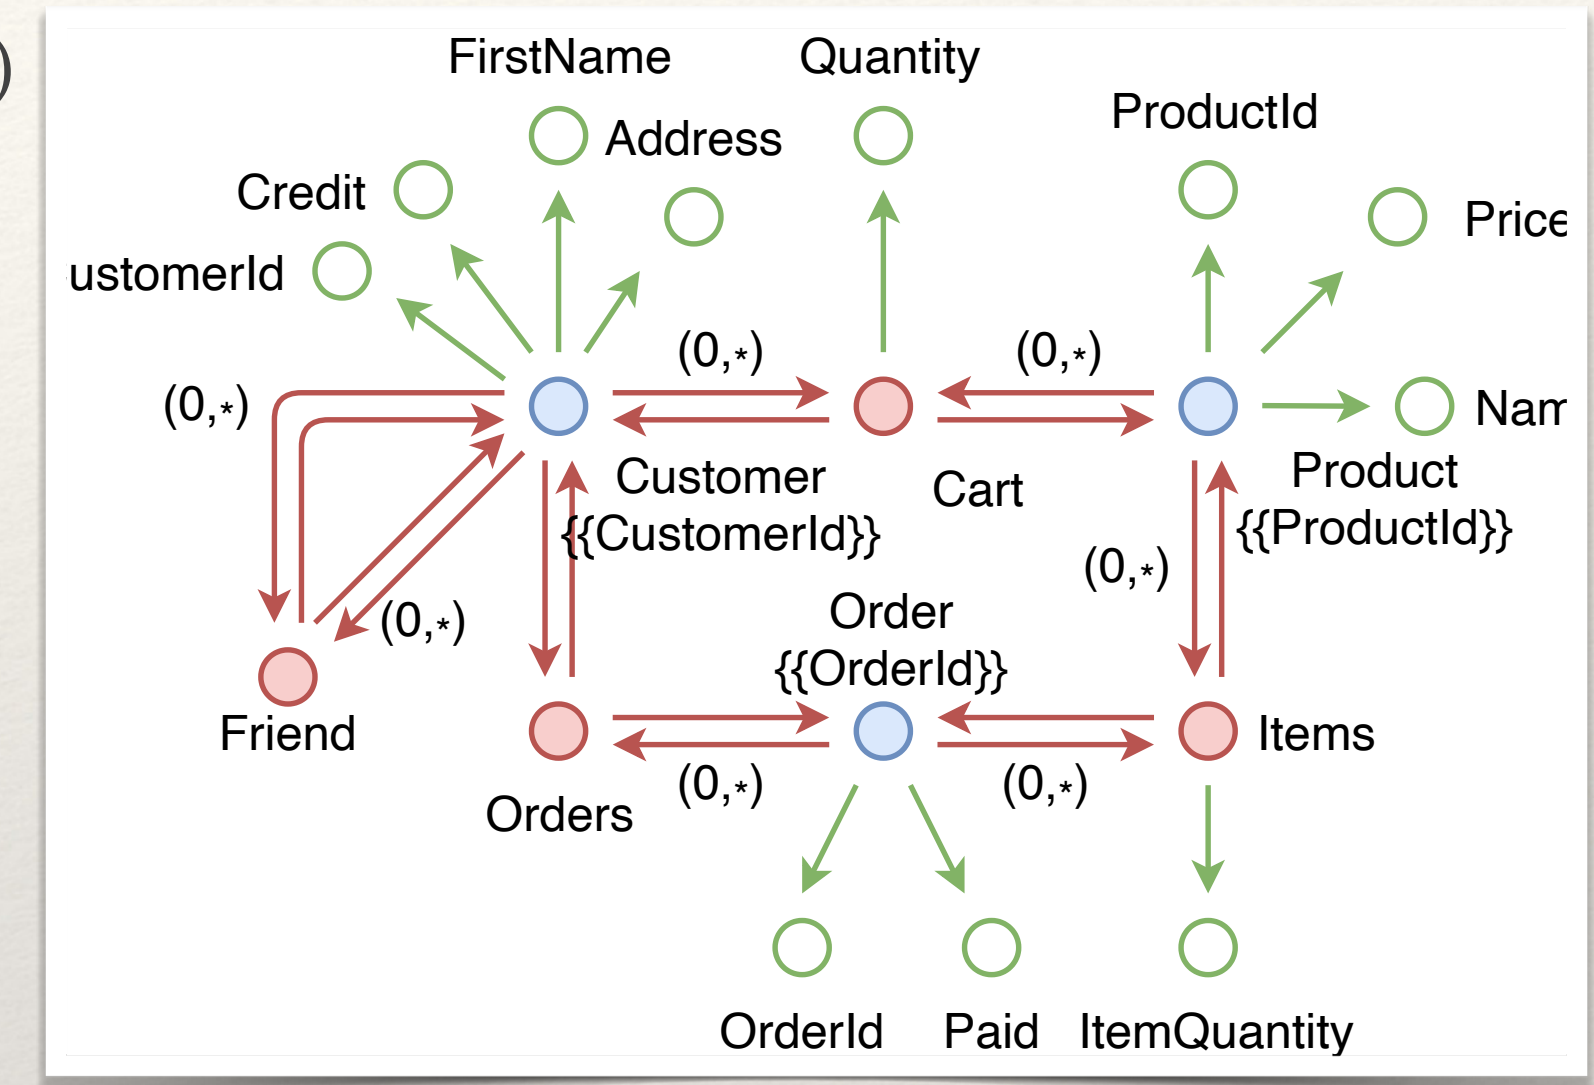 )
FirstName
Quantity
ProductId
Address
Credit
Price
ustomerId
(0,*)
(0,*)
(0,*)
Nam
Customer
{{CustomerId}}
Cart
Product
{{ProductId}}
(0,*)
(0,*)
Order
{{OrderId}}
Friend
Items
(0,*)
(0,*)
Orders
OrderId
Paid
ItemQuantity